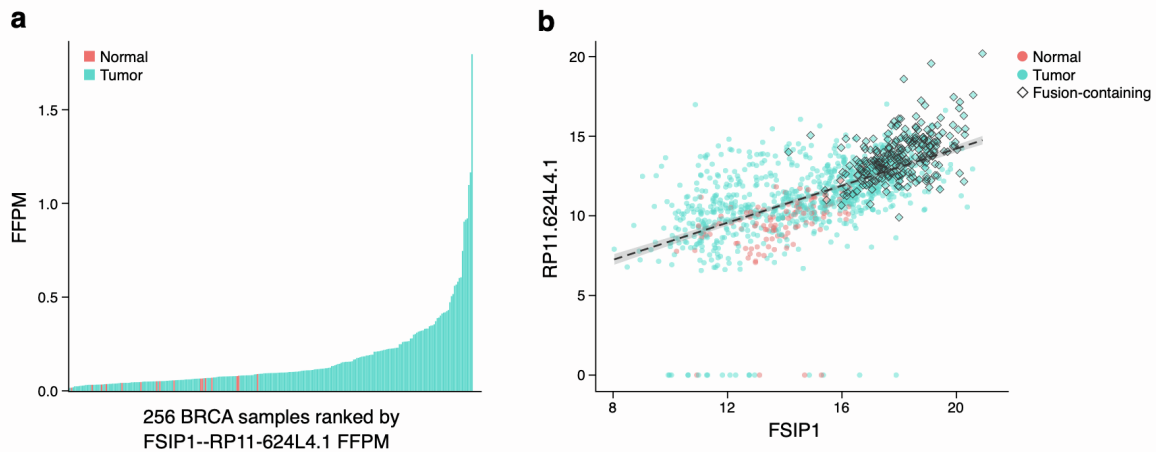 a
Normal
Tumor
FFPM
1.5
1.0
0.5
0.0
256 BRCA samples ranked by
FSIP1--RP11-624L4.1 FFPM
b
Normal
Tumor
Fusion-containing
RP11.624L4.1
20
15
10
5
0
8 12 16 20
FSIP1